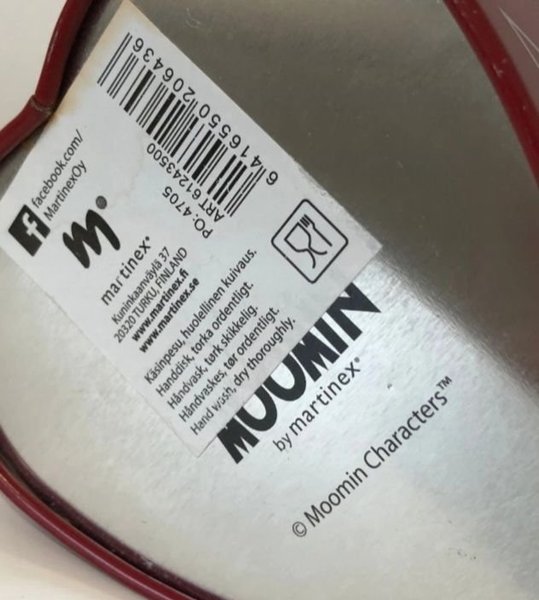 facebook.com/
MartinexOy
martinex®
Kuninkaanväylä 37
20320 TURKU, FINLAND
www.martinex.fi
www.martinex.se
6 416550 206436
PO: 4705
ART 61243500
Käsinpesu, huolellinen kuivaus.
Handdisk, torka ordentligt.
Håndvask, tørk skikkelig.
Håndvaskes, tør ordentligt.
Hand wash, dry thoroughly.
MOOMIN
by martinex®
© Moomin Characters™